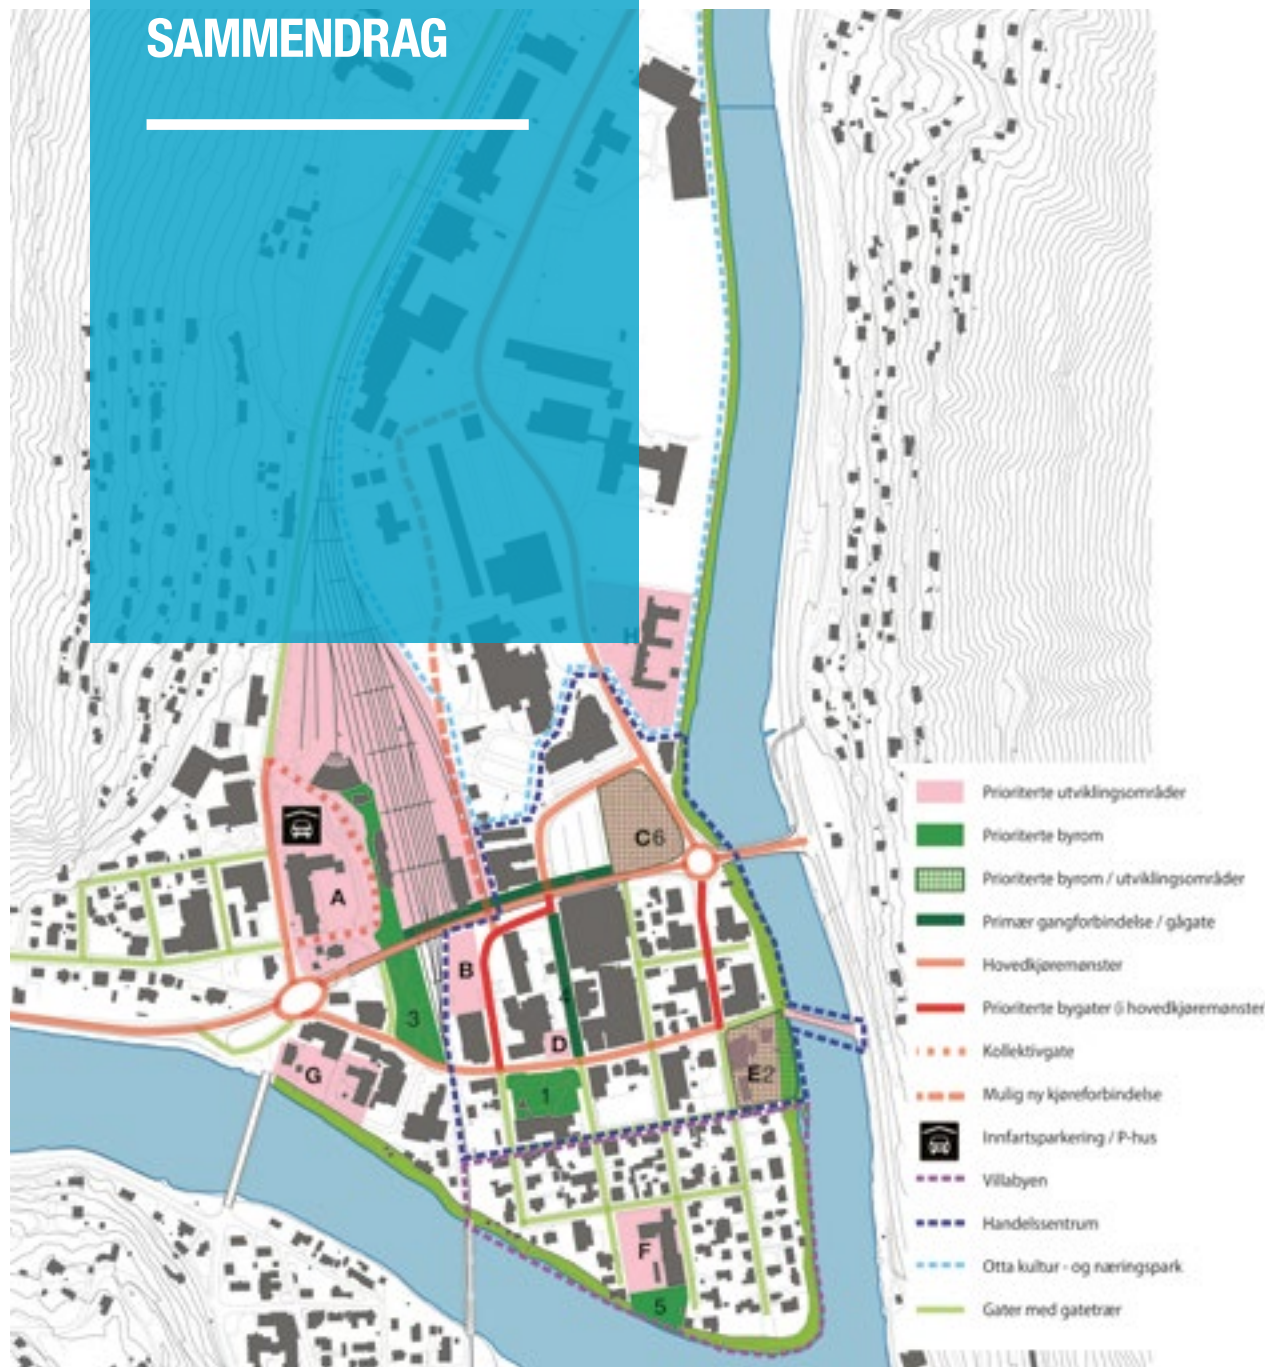 SAMMENDRAG
H
C6
A
B
3
4
D
G
1
E2
F
5
Prioriterte utviklingsområder
Prioriterte byrom
Prioriterte byrom / utviklingsområder
Primær gangforbindelse / gågate
Hovedkjøremønster
Prioriterte bygater (i hovedkjøremønster
Kollektivgate
Mulig ny kjøreforbindelse
Innfartsparkering / P-hus
Villabyen
Handelssentrum
Otta kultur - og næringspark
Gater med gatetrær